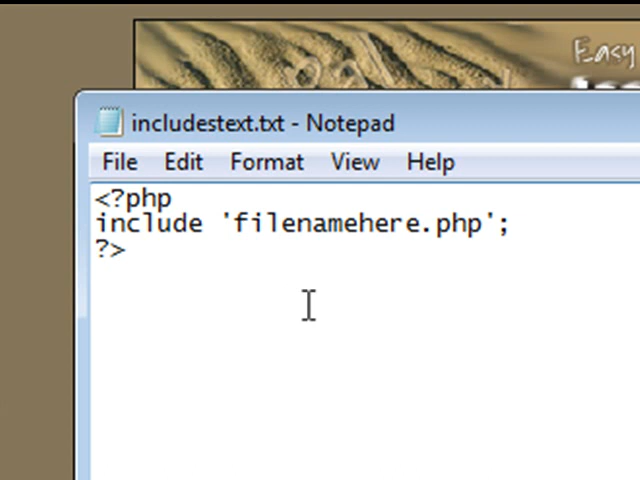 Easy
includestext.txt - Notepad
File Edit Format View Help
<?php
include 'filenamehere.php';
?>